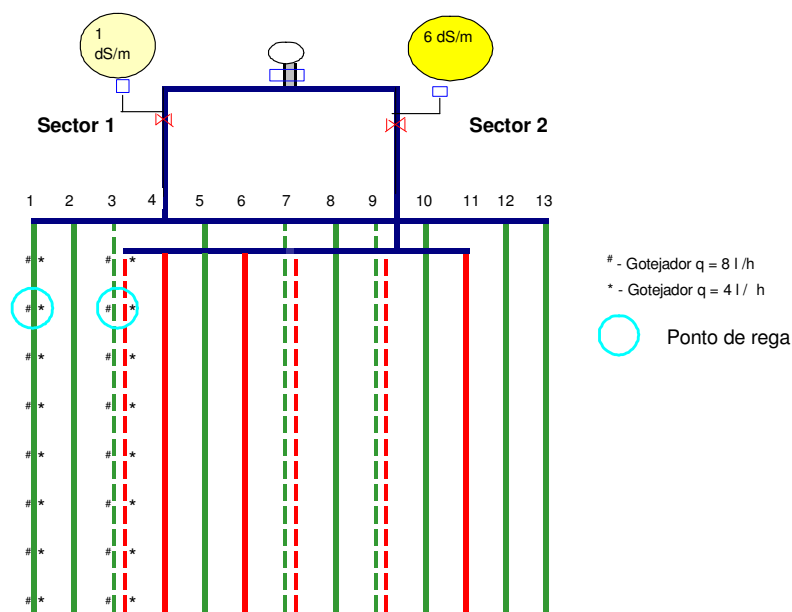 1
dS/m
6 dS/m
Sector 1
Sector 2
1 2 3 4 5 6 7 8 9 10 11 12 13
# * # *
# - Gotejador q = 8 l /h
# * # *
* - Gotejador q = 4 l / h
Ponto de rega
# * # *
# * # *
# * # *
# * # *
# * # *
# * # *